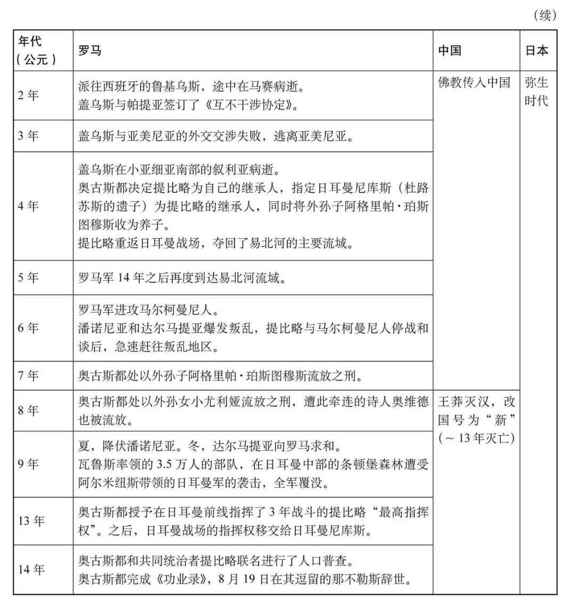 （续）
年代
（公元）
罗马
中国
日本
2 年
派往西班牙的鲁基乌斯，途中在马赛病逝。
盖乌斯与帕提亚签订了《互不干涉协定》。
佛教传入中国
弥生
时代
3 年
盖乌斯与亚美尼亚的外交交涉失败，逃离亚美尼亚。
4 年
盖乌斯在小亚细亚南部的叙利亚病逝。
奥古斯都决定提比略为自己的继承人，指定日耳曼尼库斯（杜路
苏斯的遗子）为提比略的继承人，同时将外孙子阿格里帕·珀斯
图穆斯收为养子。
提比略重返日耳曼战场，夺回了易北河的主要流域。
5 年
罗马军 14 年之后再度到达易北河流域。
6 年
罗马军进攻马尔柯曼尼人。
潘诺尼亚和达尔马提亚爆发叛乱，提比略与马尔柯曼尼人停战和
谈后，急速赶往叛乱地区。
7 年
奥古斯都处以外孙子阿格里帕·珀斯图穆斯流放之刑。
8 年
奥古斯都处以外孙女小尤利娅流放之刑，遭此牵连的诗人奥维德
也被流放。
王莽灭汉，改
国号为“新”
（～ 13 年灭亡）
9 年
夏，降伏潘诺尼亚。冬，达尔马提亚向罗马求和。
瓦鲁斯率领的 3.5 万人的部队，在日耳曼中部的条顿堡森林遭受
阿尔米纽斯带领的日耳曼军的袭击，全军覆没。
13 年
奥古斯都授予在日耳曼前线指挥了 3 年战斗的提比略“最高指挥
权”。之后，日耳曼战场的指挥权移交给日耳曼尼库斯。
14 年
奥古斯都和共同统治者提比略联名进行了人口普查。
奥古斯都完成《功业录》，8 月 19 日在其逗留的那不勒斯辞世。